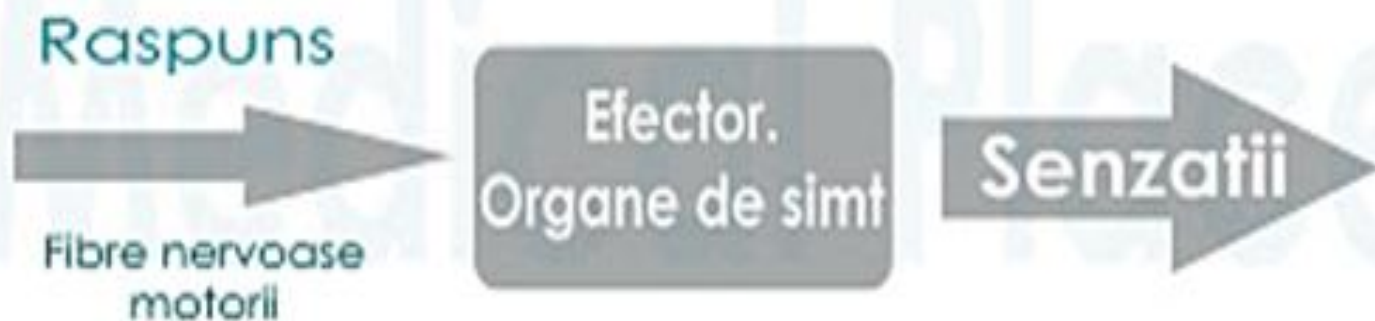 Raspuns
Fibre nervoase
motorii
Efector.
Organe de simt
Senzatii